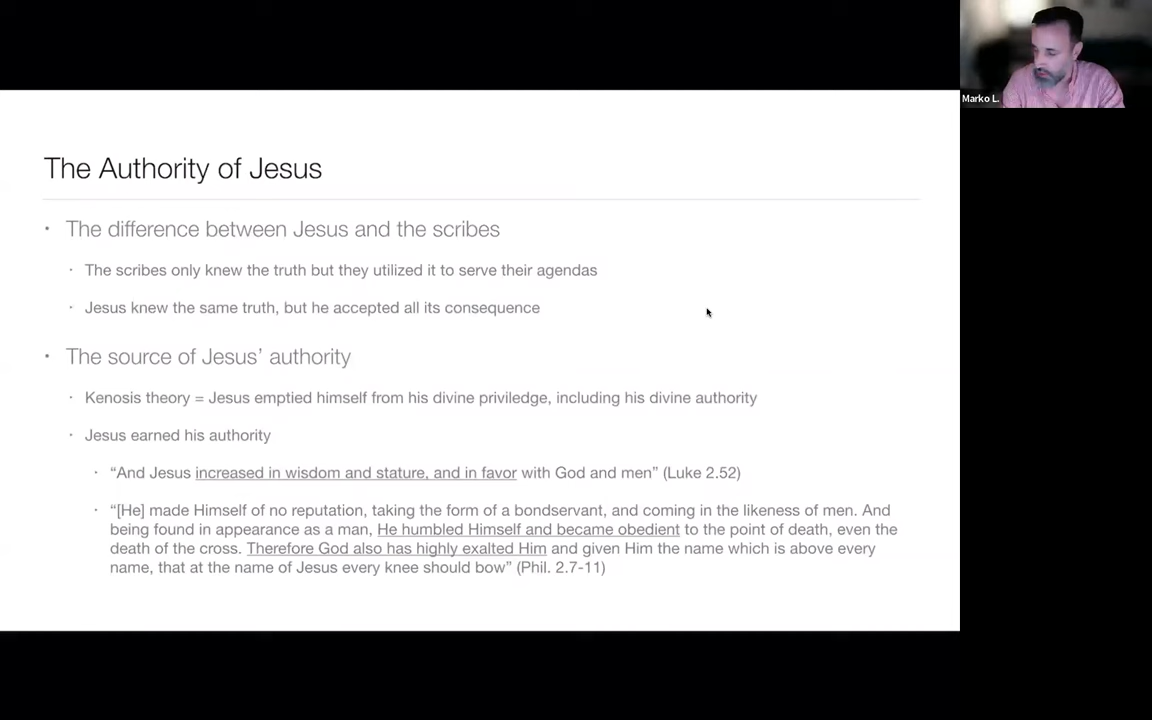 Marko L.
The Authority of Jesus
• The difference between Jesus and the scribes
• The scribes only knew the truth but they utilized it to serve their agendas
• Jesus knew the same truth, but he accepted all its consequence
• The source of Jesus’ authority
• Kenosis theory = Jesus emptied himself from his divine priviledge, including his divine authority
• Jesus earned his authority
• “And Jesus increased in wisdom and stature, and in favor with God and men” (Luke 2.52)
• “[He] made Himself of no reputation, taking the form of a bondservant, and coming in the likeness of men. And
being found in appearance as a man, He humbled Himself and became obedient to the point of death, even the
death of the cross. Therefore God also has highly exalted Him and given Him the name which is above every
name, that at the name of Jesus every knee should bow” (Phil. 2.7-11)